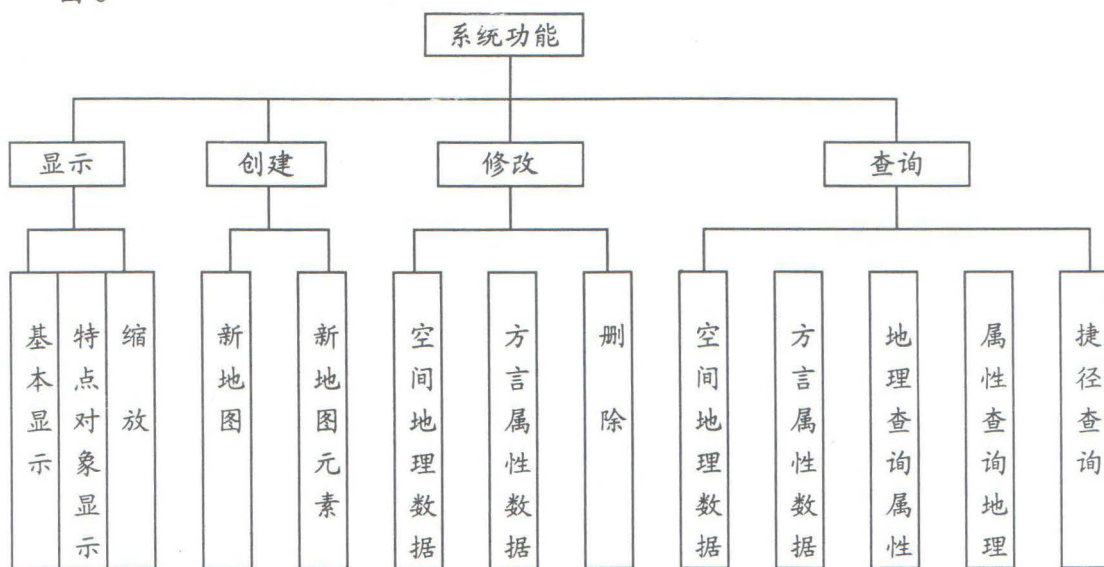 系统功能
显示
创建
修改
查询
基本显示
特点对象显示
缩放
新地图
新地图元素
空间地理数据
方言属性数据
删除
空间地理数据
方言属性数据
地理查询属性
属性查询地理
捷径查询